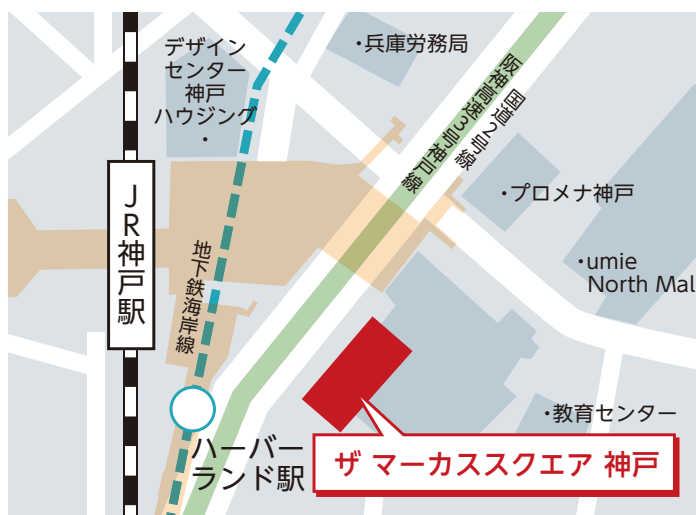 デザイン
センター
神戸
ハウジング
・兵庫労務局
国道2号線
阪神高速3号神戸線
・プロメナ神戸
JR神戸駅
・umie
North Mal
地下鉄海岸線
・教育センター
ハーバー
ランド駅
ザ マーカススクエア 神戸